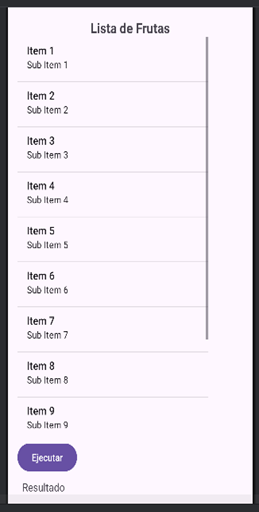 Lista de Frutas
Item 1
Sub Item 1
Item 2
Sub Item 2
Item 3
Sub Item 3
Item 4
Sub Item 4
Item 5
Sub Item 5
Item 6
Sub Item 6
Item 7
Sub Item 7
Item 8
Sub Item 8
Item 9
Sub Item 9
Ejecutar
Resultado